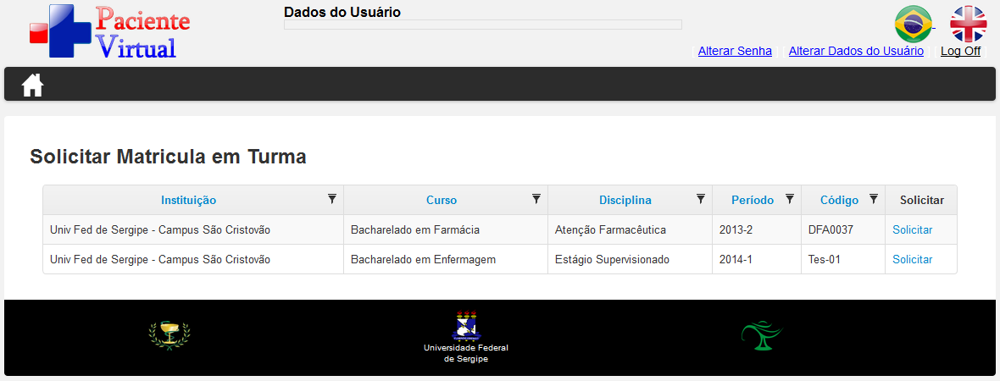 Paciente
Virtual
Dados do Usuário
Alterar Senha | Alterar Dados do Usuário | Log Off
Solicitar Matricula em Turma
Instituição Curso Disciplina Período Código Solicitar
Univ Fed de Sergipe - Campus São Cristovão Bacharelado em Farmácia Atenção Farmacêutica 2013-2 DFA0037 Solicitar
Univ Fed de Sergipe - Campus São Cristovão Bacharelado em Enfermagem Estágio Supervisionado 2014-1 Tes-01 Solicitar
Universidade Federal
de Sergipe